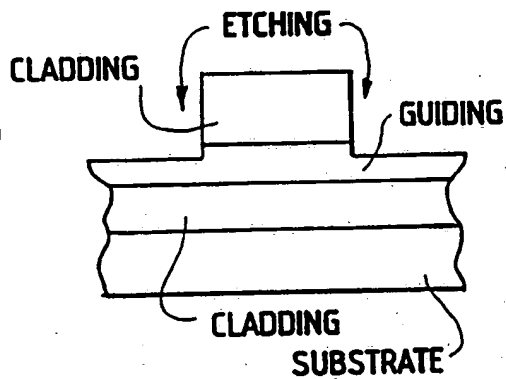 ETCHING
CLADDING
GUIDING
CLADDING
SUBSTRATE